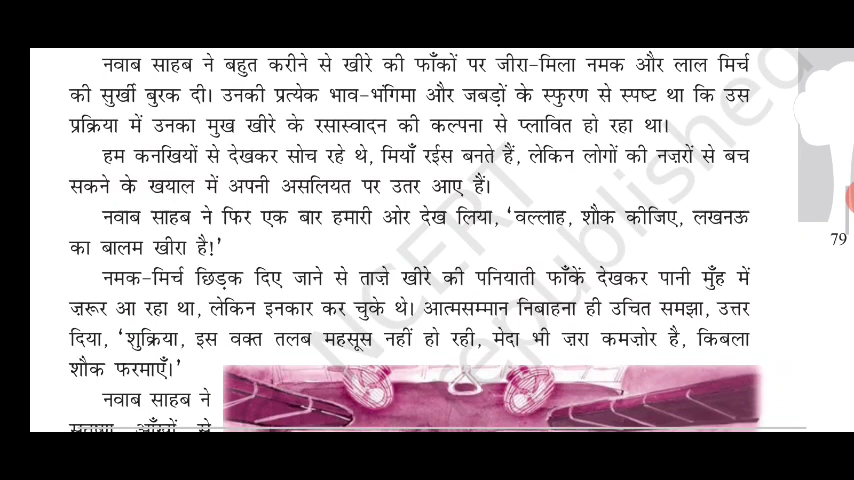 नवाब साहब ने बहुत करीने से खीरे की फाँकों पर जीरा-मिला नमक और लाल मिर्च
की सुर्खी बुरक दी। उनकी प्रत्येक भाव-भंगिमा और जबड़ों के स्फुरण से स्पष्ट था कि उस
प्रक्रिया में उनका मुख खीरे के रसास्वादन की कल्पना से प्लावित हो रहा था।
हम कनखियों से देखकर सोच रहे थे, मियाँ रईस बनते हैं, लेकिन लोगों की नज़रों से बच
सकने के खयाल में अपनी असलियत पर उतर आए हैं।
नवाब साहब ने फिर एक बार हमारी ओर देख लिया, 'वल्लाह, शौक कीजिए, लखनऊ
का बालम खीरा है!'
79
नमक-मिर्च छिड़क दिए जाने से ताज़े खीरे की पनियाती फाँकें देखकर पानी मुँह में
ज़रूर आ रहा था, लेकिन इनकार कर चुके थे। आत्मसम्मान निबाहना ही उचित समझा, उत्तर
दिया, 'शुक्रिया, इस वक्त तलब महसूस नहीं हो रही, मेदा भी ज़रा कमज़ोर है, किबला
शौक फरमाएँ।'
नवाब साहब ने
सतृष्ण आँखों से
NCERT
republished